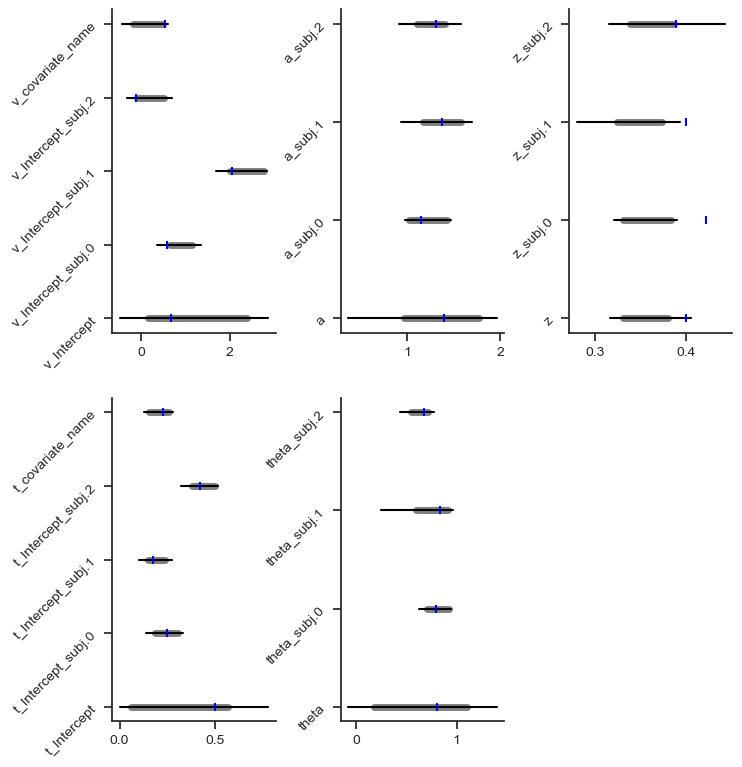 v_covariate_name
v_Intercept_subj.2
v_Intercept_subj.1
v_Intercept_subj.0
v_Intercept
0 2
a_subj.2
a_subj.1
a_subj.0
a
1 2
z_subj.2
z_subj.1
z_subj.0
z
0.3 0.4
t_covariate_name
t_Intercept_subj.2
t_Intercept_subj.1
t_Intercept_subj.0
t_Intercept
0.0 0.5
theta_subj.2
theta_subj.1
theta_subj.0
theta
0 1